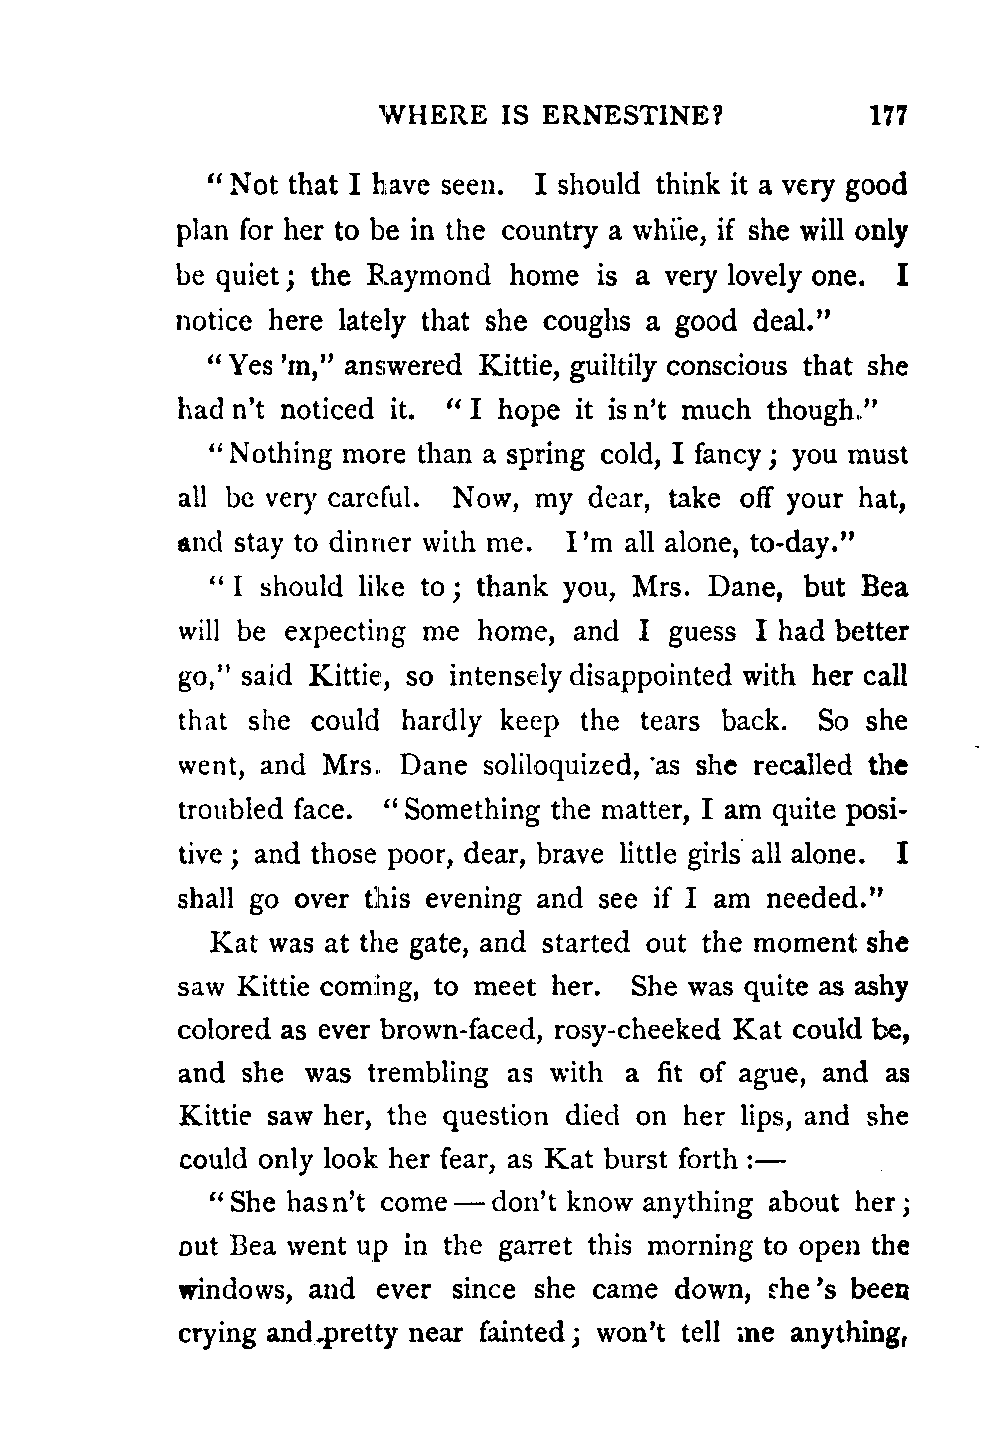 WHERE IS ERNESTINE? 177
"Not that I have seen. I should think it a very good
plan for her to be in the country a while, if she will only
be quiet; the Raymond home is a very lovely one. I
notice here lately that she coughs a good deal."
"Yes 'm," answered Kittie, guiltily conscious that she
had n't noticed it. "I hope it is n't much though."
"Nothing more than a spring cold, I fancy; you must
all be very careful. Now, my dear, take off your hat,
and stay to dinner with me. I 'm all alone, to-day."
"I should like to; thank you, Mrs. Dane, but Bea
will be expecting me home, and I guess I had better
go," said Kittie, so intensely disappointed with her call
that she could hardly keep the tears back. So she
went, and Mrs. Dane soliloquized, as she recalled the
troubled face. "Something the matter, I am quite posi-
tive; and those poor, dear, brave little girls all alone. I
shall go over this evening and see if I am needed."
Kat was at the gate, and started out the moment she
saw Kittie coming, to meet her. She was quite as ashy
colored as ever brown-faced, rosy-cheeked Kat could be,
and she was trembling as with a fit of ague, and as
Kittie saw her, the question died on her lips, and she
could only look her fear, as Kat burst forth :—
"She has n't come — don't know anything about her;
out Bea went up in the garret this morning to open the
windows, and ever since she came down, she 's been
crying and pretty near fainted; won't tell me anything,